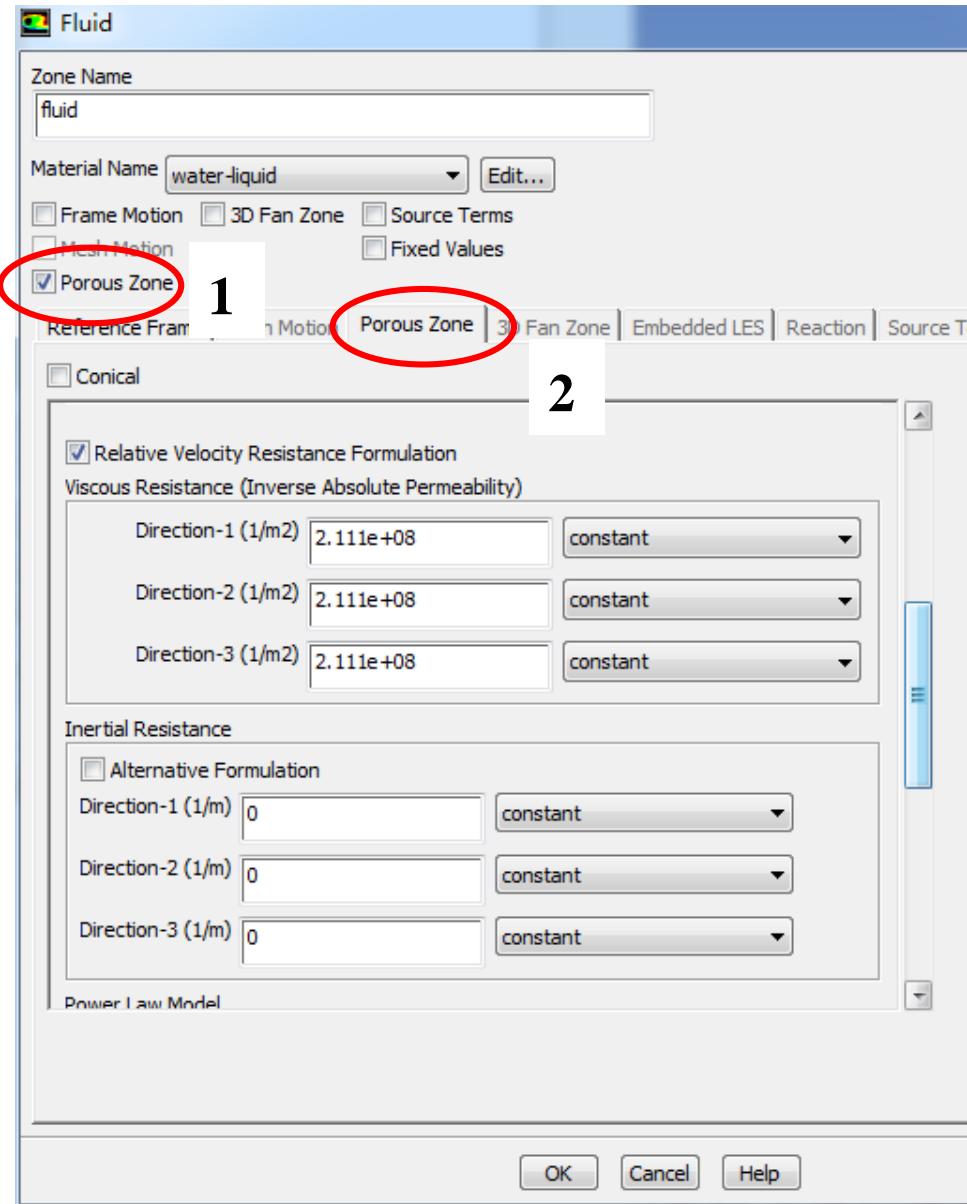 Fluid
Zone Name
fluid
Material Name water-liquid Edit...
Frame Motion 3D Fan Zone Source Terms
Mesh Motion Fixed Values
Porous Zone
1
Reference Fram n Motion Porous Zone 3D Fan Zone Embedded LES Reaction Source T
2
Conical
Relative Velocity Resistance Formulation
Viscous Resistance (Inverse Absolute Permeability)
Direction-1 (1/m2) 2.111e+08 constant
Direction-2 (1/m2) 2.111e+08 constant
Direction-3 (1/m2) 2.111e+08 constant
Inertial Resistance
Alternative Formulation
Direction-1 (1/m) 0 constant
Direction-2 (1/m) 0 constant
Direction-3 (1/m) 0 constant
Power Law Model
OK Cancel Help